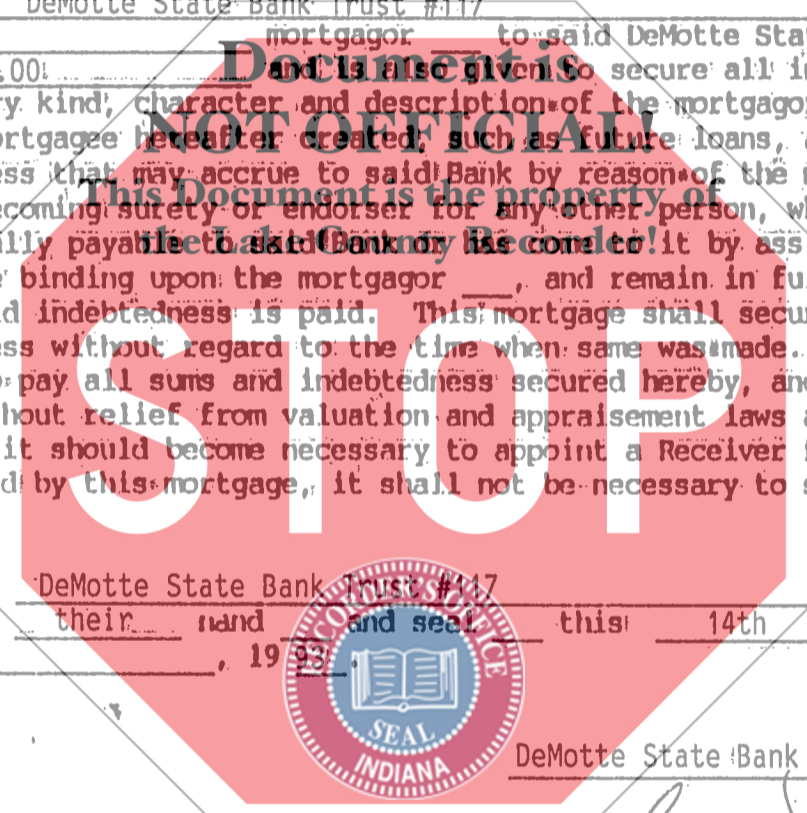 DeMotte State Bank Trust #117
mortgagor to said DeMotte Sta
.00 and is also given to secure all i
Document is
ry kind, character and description of the mortgago
NOT OFFICIAL!
ortgagee hereafter created, such as future loans,
ess that may accrue to said Bank by reason of the
This Document is the property of
ecoming surety or endorser for any other person, w
the Lake County Recorder!
ily payable to said Bank or has come to it by ass
e binding upon the mortgagor ___, and remain in fu
d indebtedness is paid. This mortgage shall secu
ess without regard to the time when same was made.
o pay all sums and indebtedness secured hereby, an
hout relief from valuation and appraisement laws
it should become necessary to appoint a Receiver
d by this mortgage, it shall not be necessary to s
STOP
DeMotte State Bank Trust #117
their hand and seal this 14th
, 19 93.
RECORDER'S OFFICE
SEAL
INDIANA
DeMotte State Bank